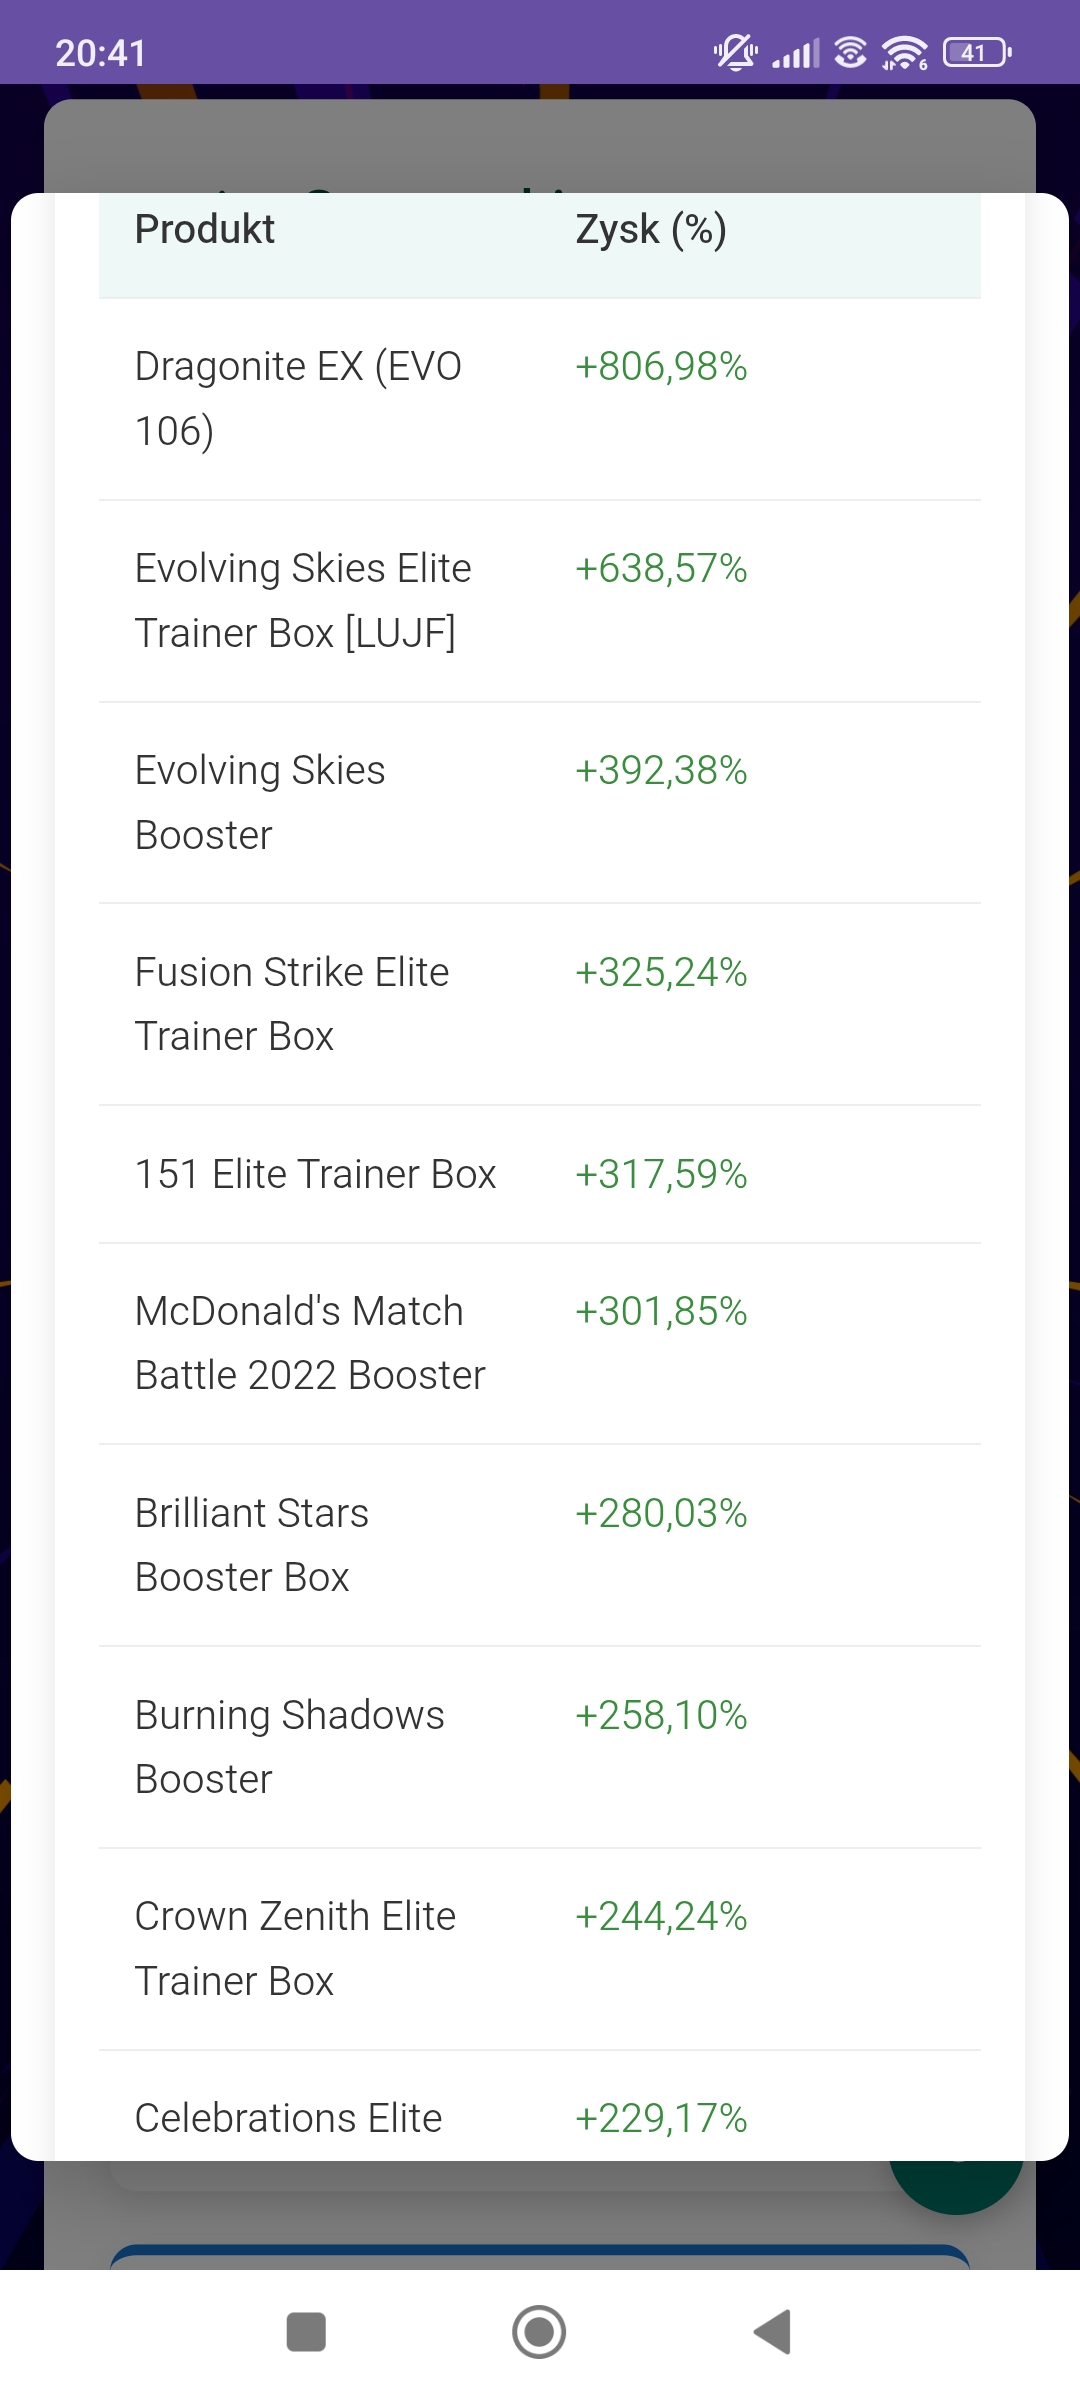 20:41
6
41
Produkt Zysk (%)
Dragonite EX (EVO +806,98%
106)
Evolving Skies Elite +638,57%
Trainer Box [LUJF]
Evolving Skies +392,38%
Booster
Fusion Strike Elite +325,24%
Trainer Box
151 Elite Trainer Box +317,59%
McDonald's Match +301,85%
Battle 2022 Booster
Brilliant Stars +280,03%
Booster Box
Burning Shadows +258,10%
Booster
Crown Zenith Elite +244,24%
Trainer Box
Celebrations Elite +229,17%